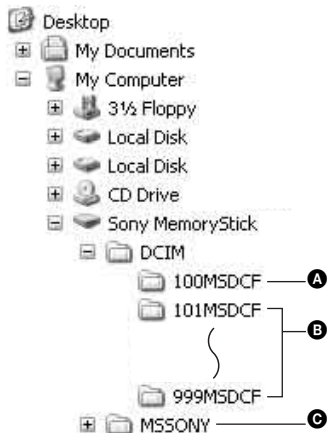 Desktop
My Documents
My Computer
3½ Floppy
Local Disk
Local Disk
CD Drive
Sony MemoryStick
DCIM
100MSDCF A
101MSDCF
B
999MSDCF
MSSONY C